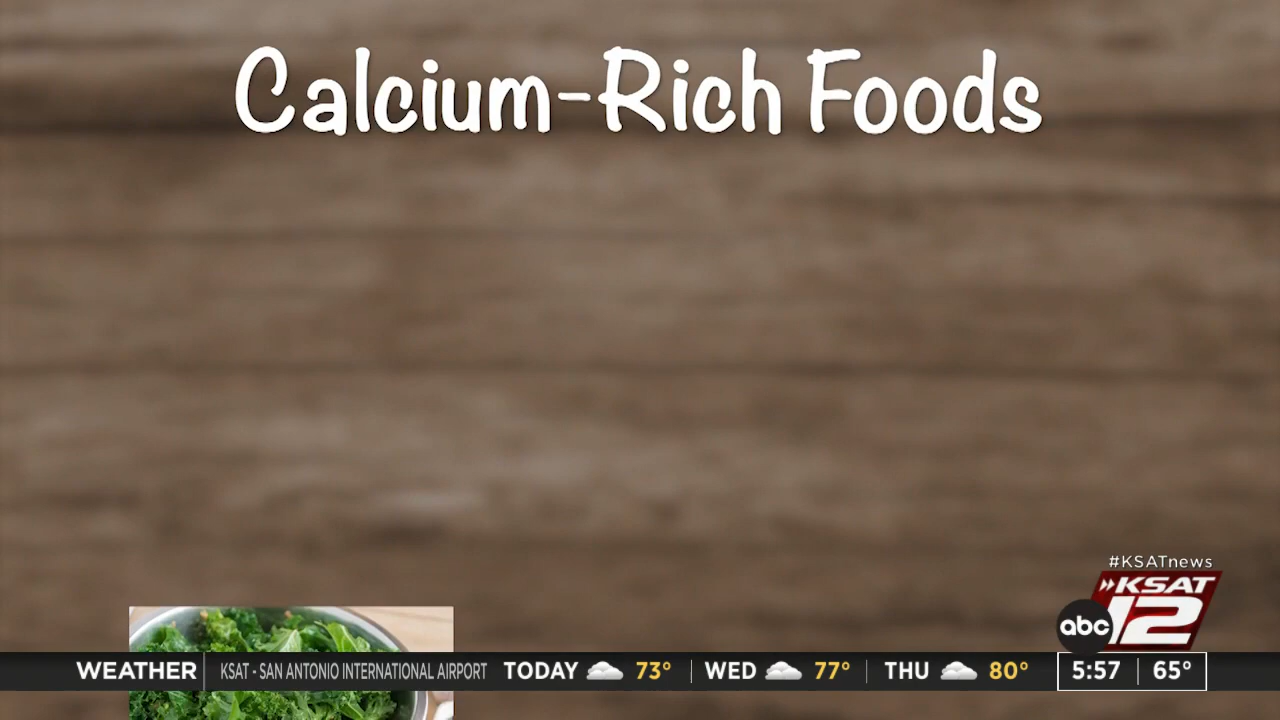 Calcium-Rich Foods
#KSATnews
KSAT
12
abc
WEATHER KSAT - SAN ANTONIO INTERNATIONAL AIRPORT TODAY 73° WED 77° THU 80° 5:57 65°